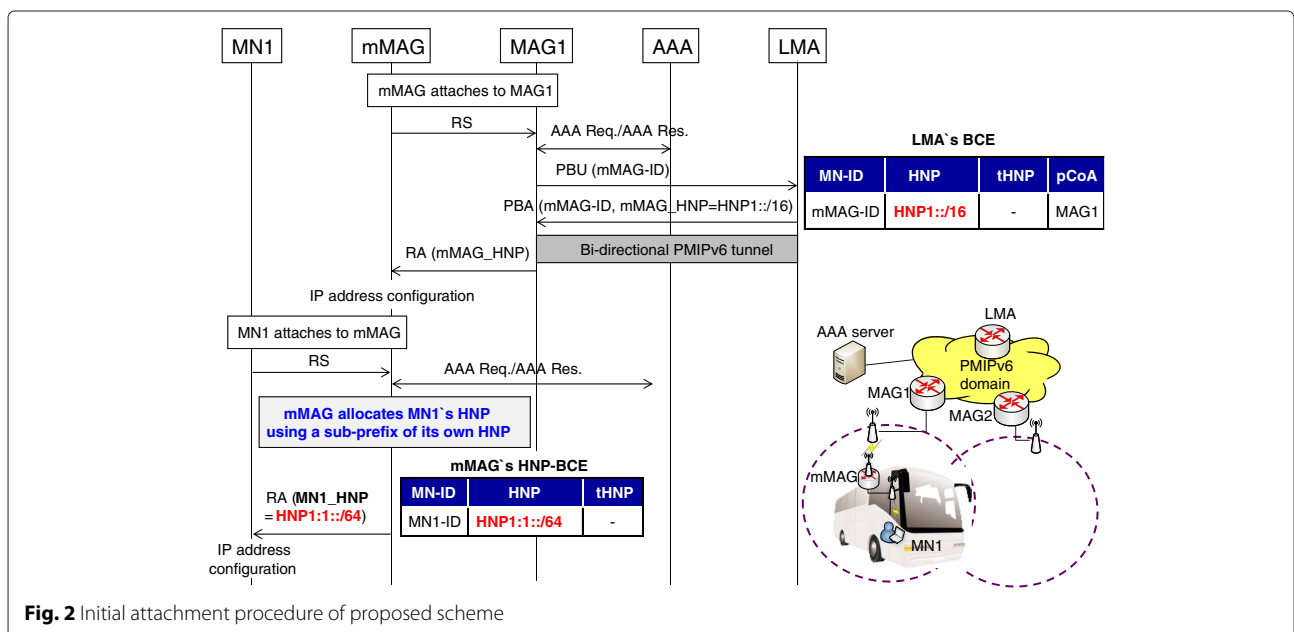 MN1 mMAG MAG1 AAA LMA
mMAG attaches to MAG1
RS
AAA Req./AAA Res.
PBU (mMAG-ID)
PBA (mMAG-ID, mMAG_HNP=HNP1::/16)
Bi-directional PMIPv6 tunnel
RA (mMAG_HNP)
IP address configuration
LMA`s BCE
MN-ID HNP tHNP pCoA
mMAG-ID HNP1::/16 - MAG1
MN1 attaches to mMAG
RS
AAA Req./AAA Res.
mMAG allocates MN1`s HNP
using a sub-prefix of its own HNP
mMAG`s HNP-BCE
MN-ID HNP tHNP
MN1-ID HNP1:1::/64 -
RA (MN1_HNP
= HNP1:1::/64)
IP address
configuration
LMA
AAA server
PMIPv6
domain
MAG1
MAG2
mMAG
MN1
Fig. 2 Initial attachment procedure of proposed scheme